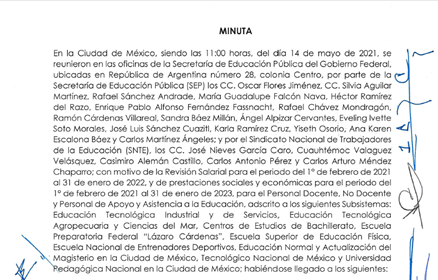 MINUTA
En la Ciudad de México, siendo las 11:00 horas, del día 14 de mayo de 2021, se
reunieron en las oficinas de la Secretaría de Educación Pública del Gobierno Federal,
ubicadas en República de Argentina número 28, colonia Centro, por parte de la
Secretaría de Educación Pública (SEP) los CC, Oscar Flores Jiménez, CC. Silvia Aguilar
Martínez, Rafael Sánchez Andrade, María Guadalupe Falcón Nava, Héctor Ramírez
del Razo, Enrique Pablo Alfonso Fernández Fassnacht, Rafael Chávez Mondragón,
Ramón Cárdenas Villareal, Sandra Báez Millán, Ángel Alpizar Cervantes, Eveling Ivette
Soto Morales, José Luis Sánchez Cuazitl, Karla Ramírez Cruz, Yiseth Osorio, Ana Karen
Escalona Báez y Carlos Martínez Ángeles; y por el Sindicato Nacional de Trabajadores
de la Educación (SNTE), los CC. José Nieves García Caro, Cuauhtémoc Valaguez
Velásquez, Casimiro Alemán Castillo, Carlos Antonio Pérez y Carlos Arturo Méndez
Chaparro; con motivo de la Revisión Salarial para el periodo del 1° de febrero de 2021
al 31 de enero de 2022, y de prestaciones sociales y económicas para el periodo del
1° de febrero de 2021 al 31 de enero de 2023, para el Personal Docente, No Docente
y Personal de Apoyo y Asistencia a la Educación, adscrito a los siguientes Subsistemas:
Educación Tecnológica Industrial y de Servicios, Educación Tecnológica
Agropecuaria y Ciencias del Mar, Centros de Estudios de Bachillerato, Escuela
Preparatoria Federal "Lázaro Cárdenas", Escuela Superior de Educación Física,
Escuela Nacional de Entrenadores Deportivos, Educación Normal y Actualización del
Magisterio en la Ciudad de México, Tecnológico Nacional de México y Universidad
Pedagógica Nacional en la Ciudad de México; habiéndose llegado a los siguientes: